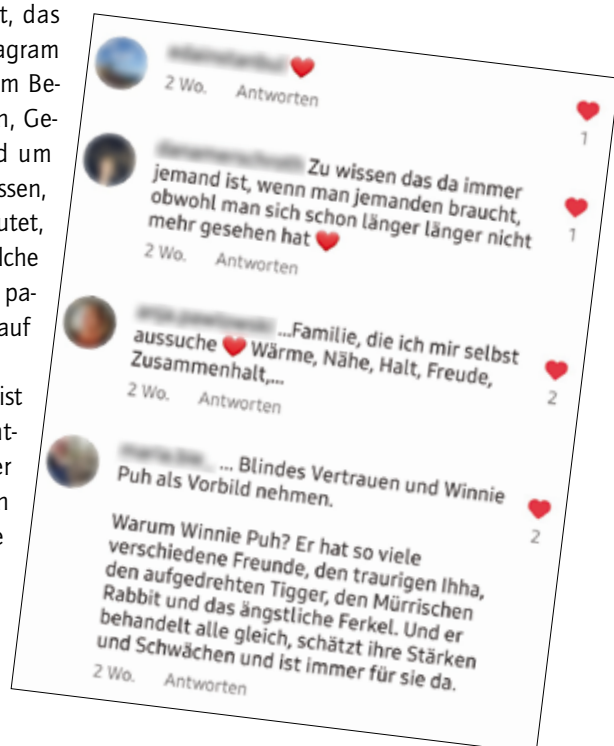 t, das
agram
m Be-
n, Ge-
d um
ssen,
utet,
lche
pa-
auf
ist
nt-
er
n
e
❤️
2 Wo. Antworten
1
Zu wissen das da immer
jemand ist, wenn man jemanden braucht,
obwohl man sich schon länger länger nicht
mehr gesehen hat ❤️
1
2 Wo. Antworten
...Familie, die ich mir selbst
aussuche ❤️ Wärme, Nähe, Halt, Freude,
Zusammenhalt,...
2
2 Wo. Antworten
... Blindes Vertrauen und Winnie
Puh als Vorbild nehmen.
2
Warum Winnie Puh? Er hat so viele
verschiedene Freunde, den traurigen Ihha,
den aufgedrehten Tigger, den Mürrischen
Rabbit und das ängstliche Ferkel. Und er
behandelt alle gleich, schätzt ihre Stärken
und Schwächen und ist immer für sie da.
2 Wo. Antworten